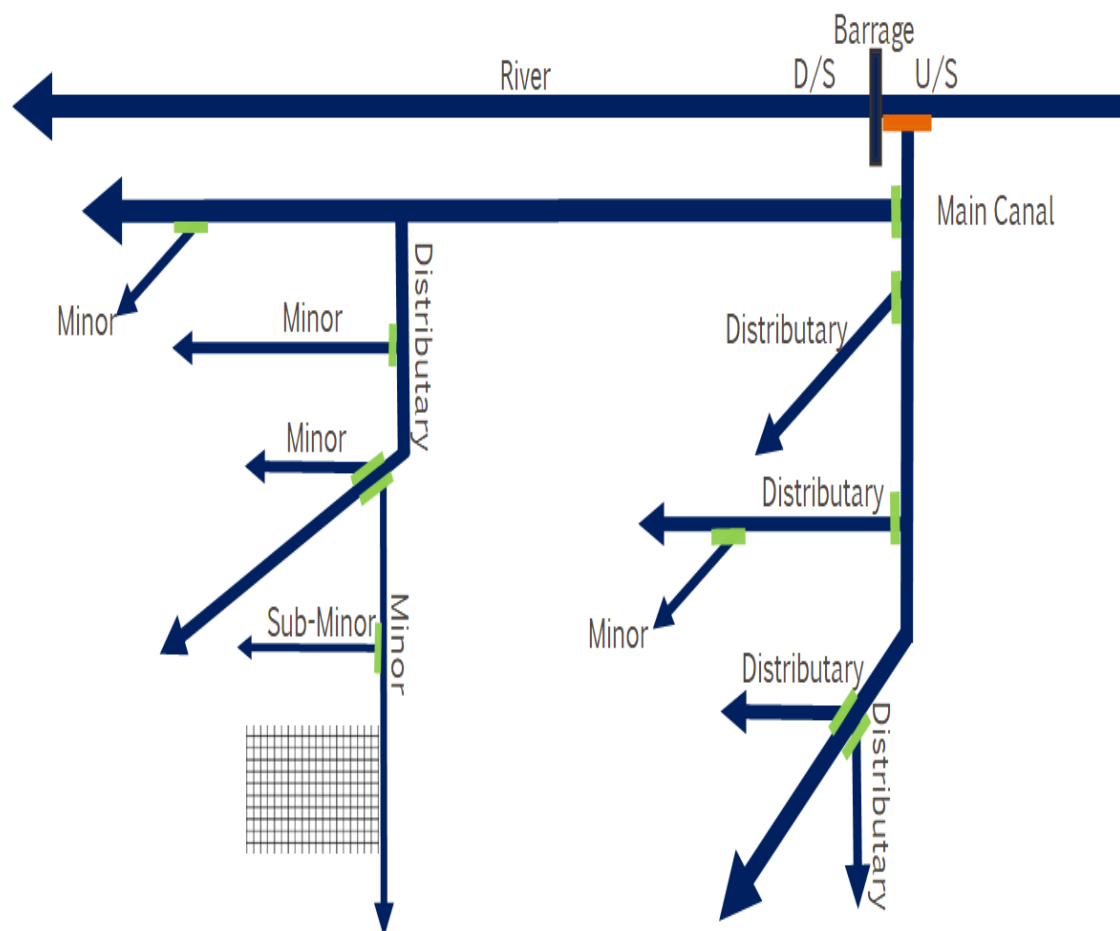 Barrage
River
D/S
U/S
Main Canal
Distributary
Minor
Minor
Distributary
Minor
Distributary
Sub-Minor
Minor
Minor
Distributary
Distributary